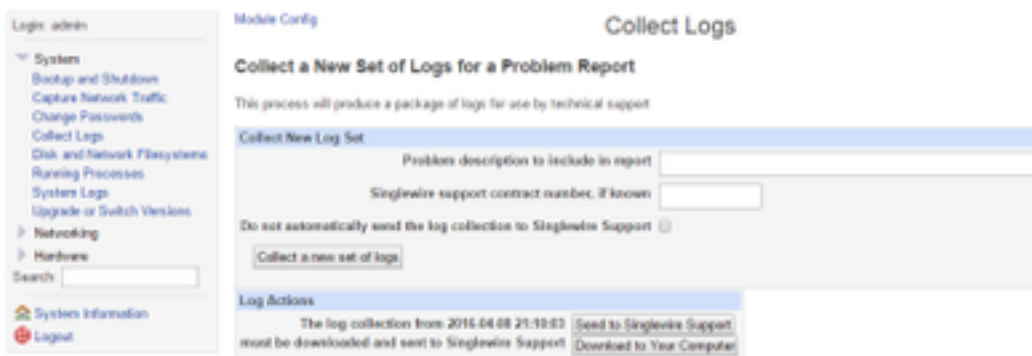 Login: admin
System
Bootup and Shutdown
Capture Network Traffic
Change Passwords
Collect Logs
Disk and Network Filesystems
Running Processes
System Logs
Upgrade or Switch Versions
Networking
Hardware
Search:
System Information
Logout
Module Config
Collect Logs
Collect a New Set of Logs for a Problem Report
This process will produce a package of logs for use by technical support
Collect New Log Set
Problem description to include in report
Singlewire support contract number, if known
Do not automatically send the log collection to Singlewire Support
Collect a new set of logs
Log Actions
The log collection from 2016-04-08 21:10:03 Send to Singlewire Support
must be downloaded and sent to Singlewire Support Download to Your Computer